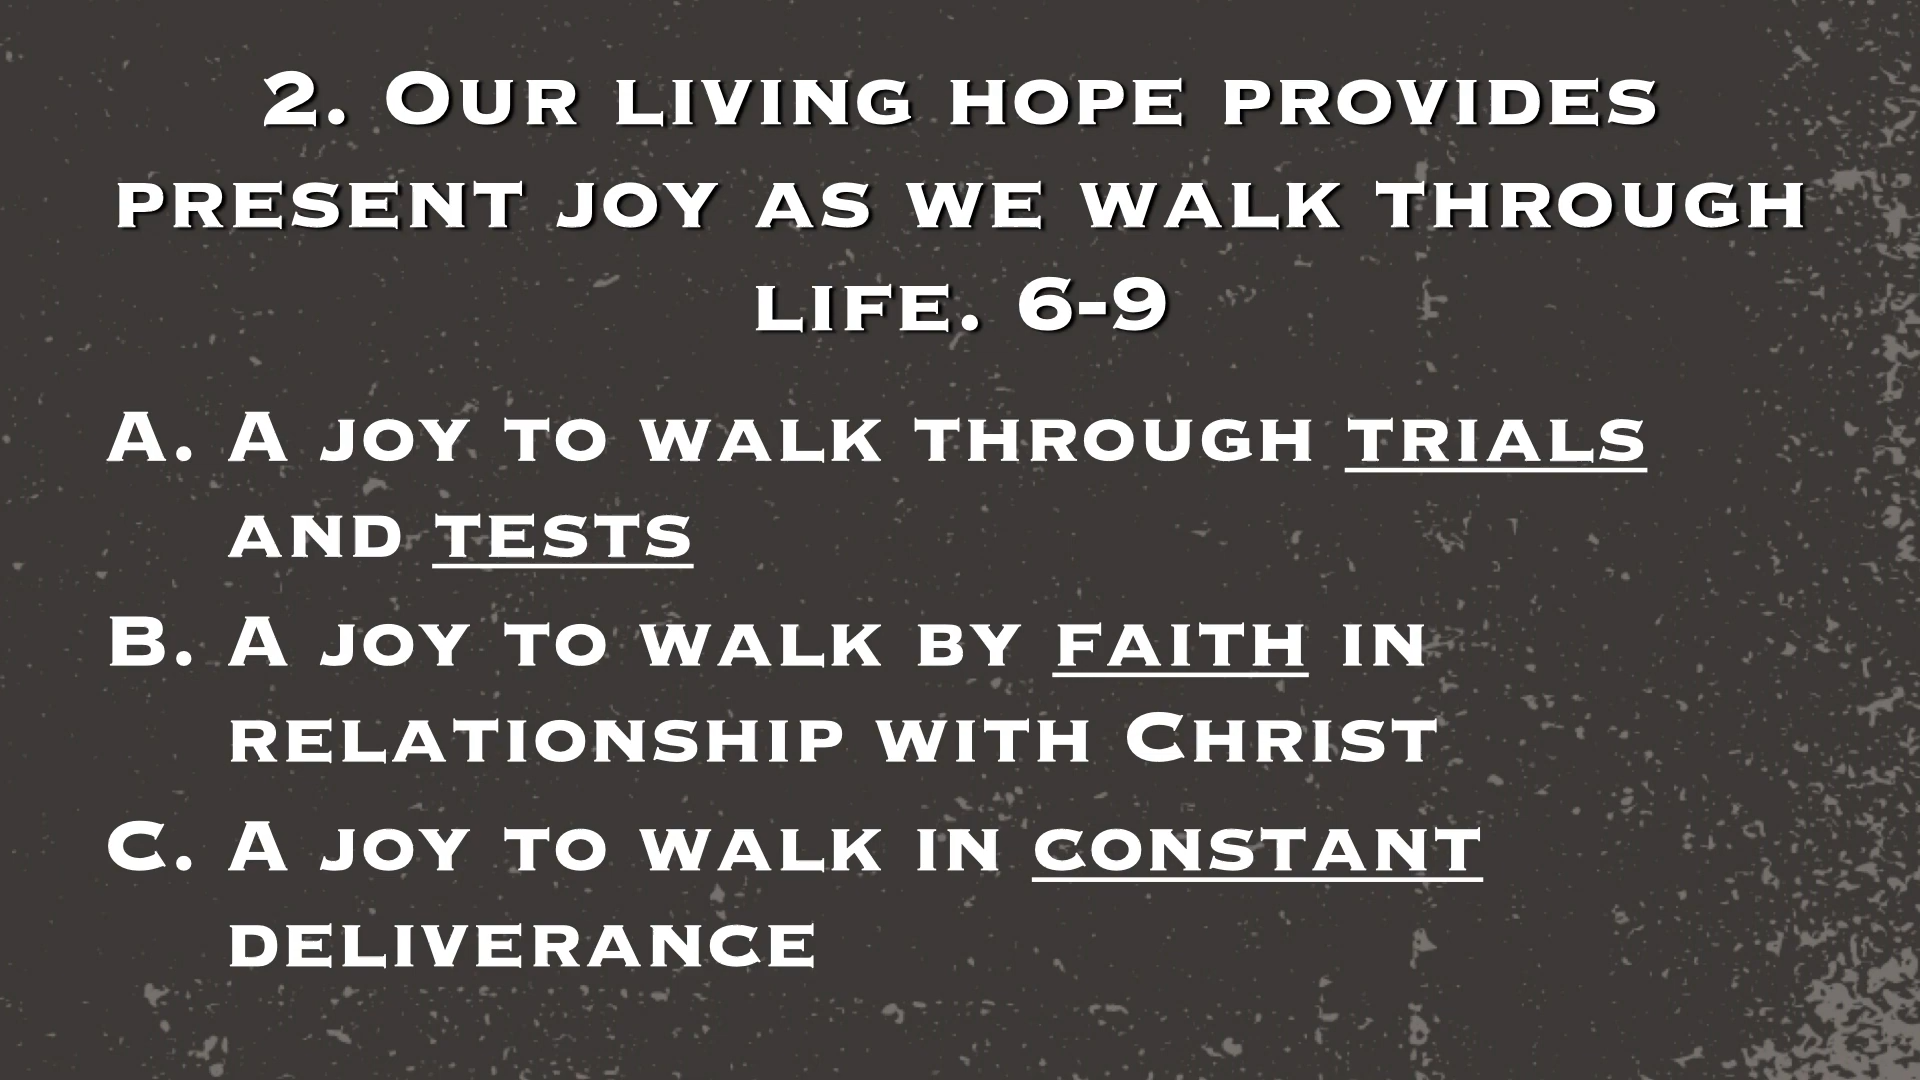 2. Our living hope provides
present joy as we walk through
life. 6-9
A. A joy to walk through trials
and tests
B. A joy to walk by faith in
relationship with Christ
C. A joy to walk in constant
deliverance